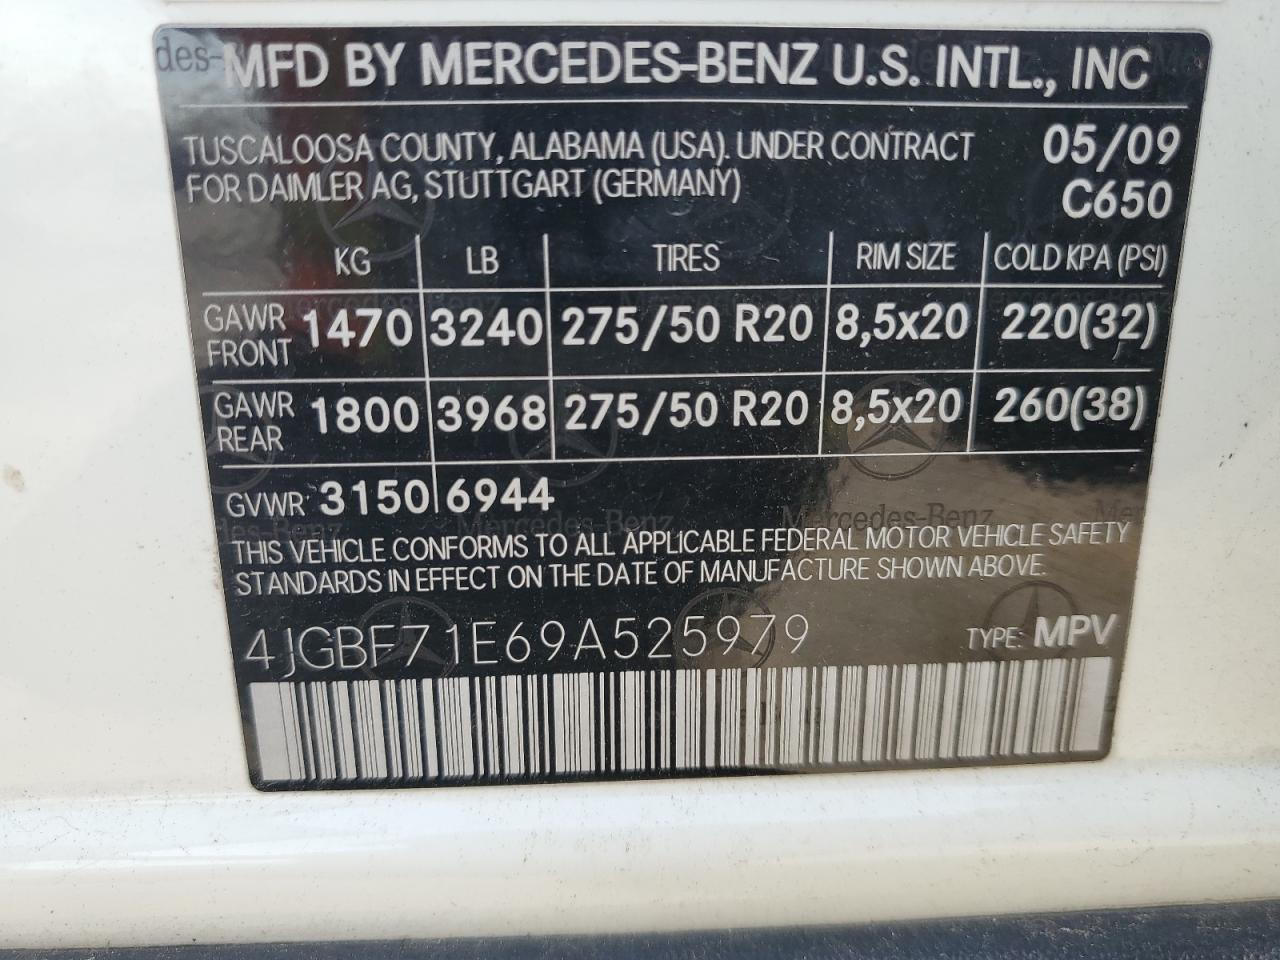 MFD BY MERCEDES-BENZ U.S. INTL., INC
TUSCALOOSA COUNTY, ALABAMA (USA). UNDER CONTRACT 05/09
FOR DAIMLER AG, STUTTGART (GERMANY) C650
KG LB TIRES RIM SIZE COLD KPA (PSI)
GAWR FRONT 1470 3240 275/50 R20 8,5x20 220(32)
GAWR REAR 1800 3968 275/50 R20 8,5x20 260(38)
GVWR 3150 6944
THIS VEHICLE CONFORMS TO ALL APPLICABLE FEDERAL MOTOR VEHICLE SAFETY
STANDARDS IN EFFECT ON THE DATE OF MANUFACTURE SHOWN ABOVE.
4JGBF71E69A525979 TYPE: MPV